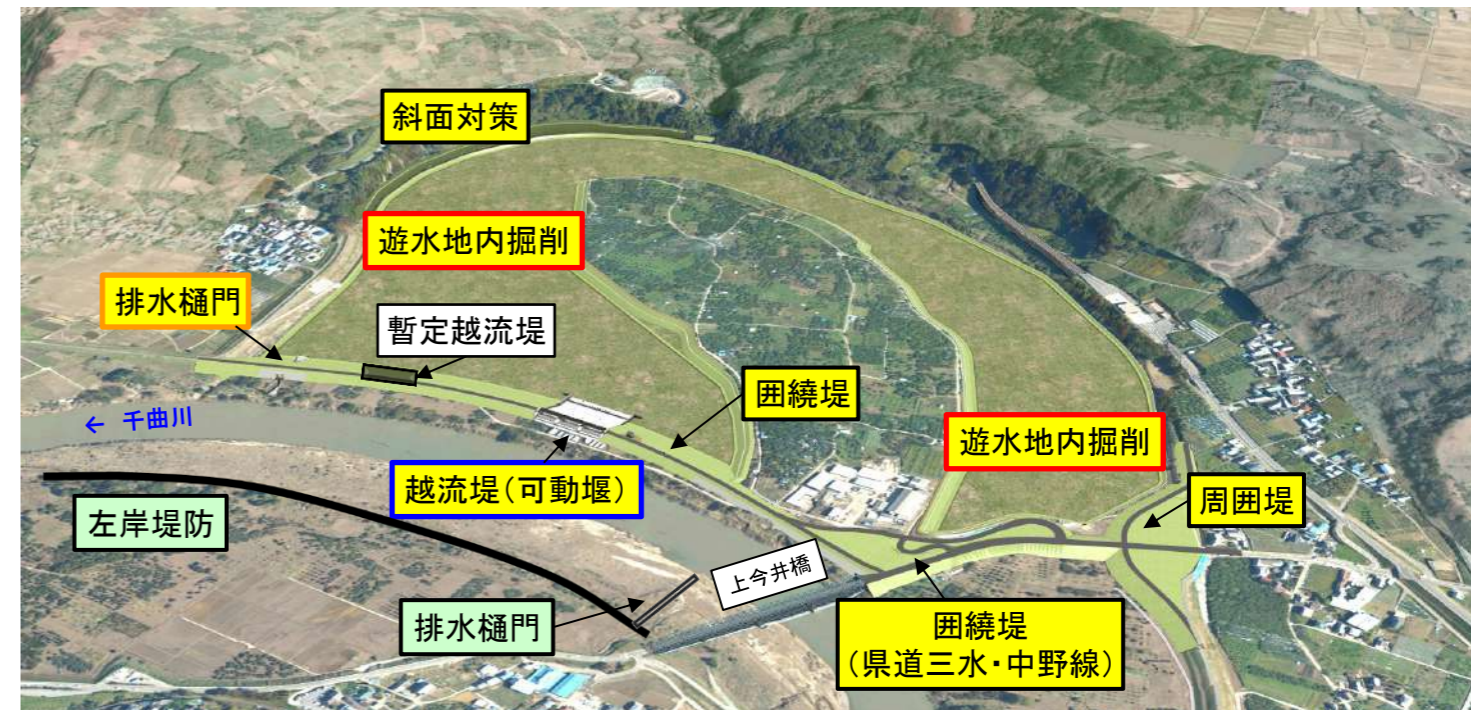 斜面対策
遊水地内掘削
排水樋門
暫定越流堤
囲繞堤
← 千曲川
遊水地内掘削
越流堤（可動堰）
周囲堤
左岸堤防
上今井橋
排水樋門
囲繞堤
（県道三水・中野線）